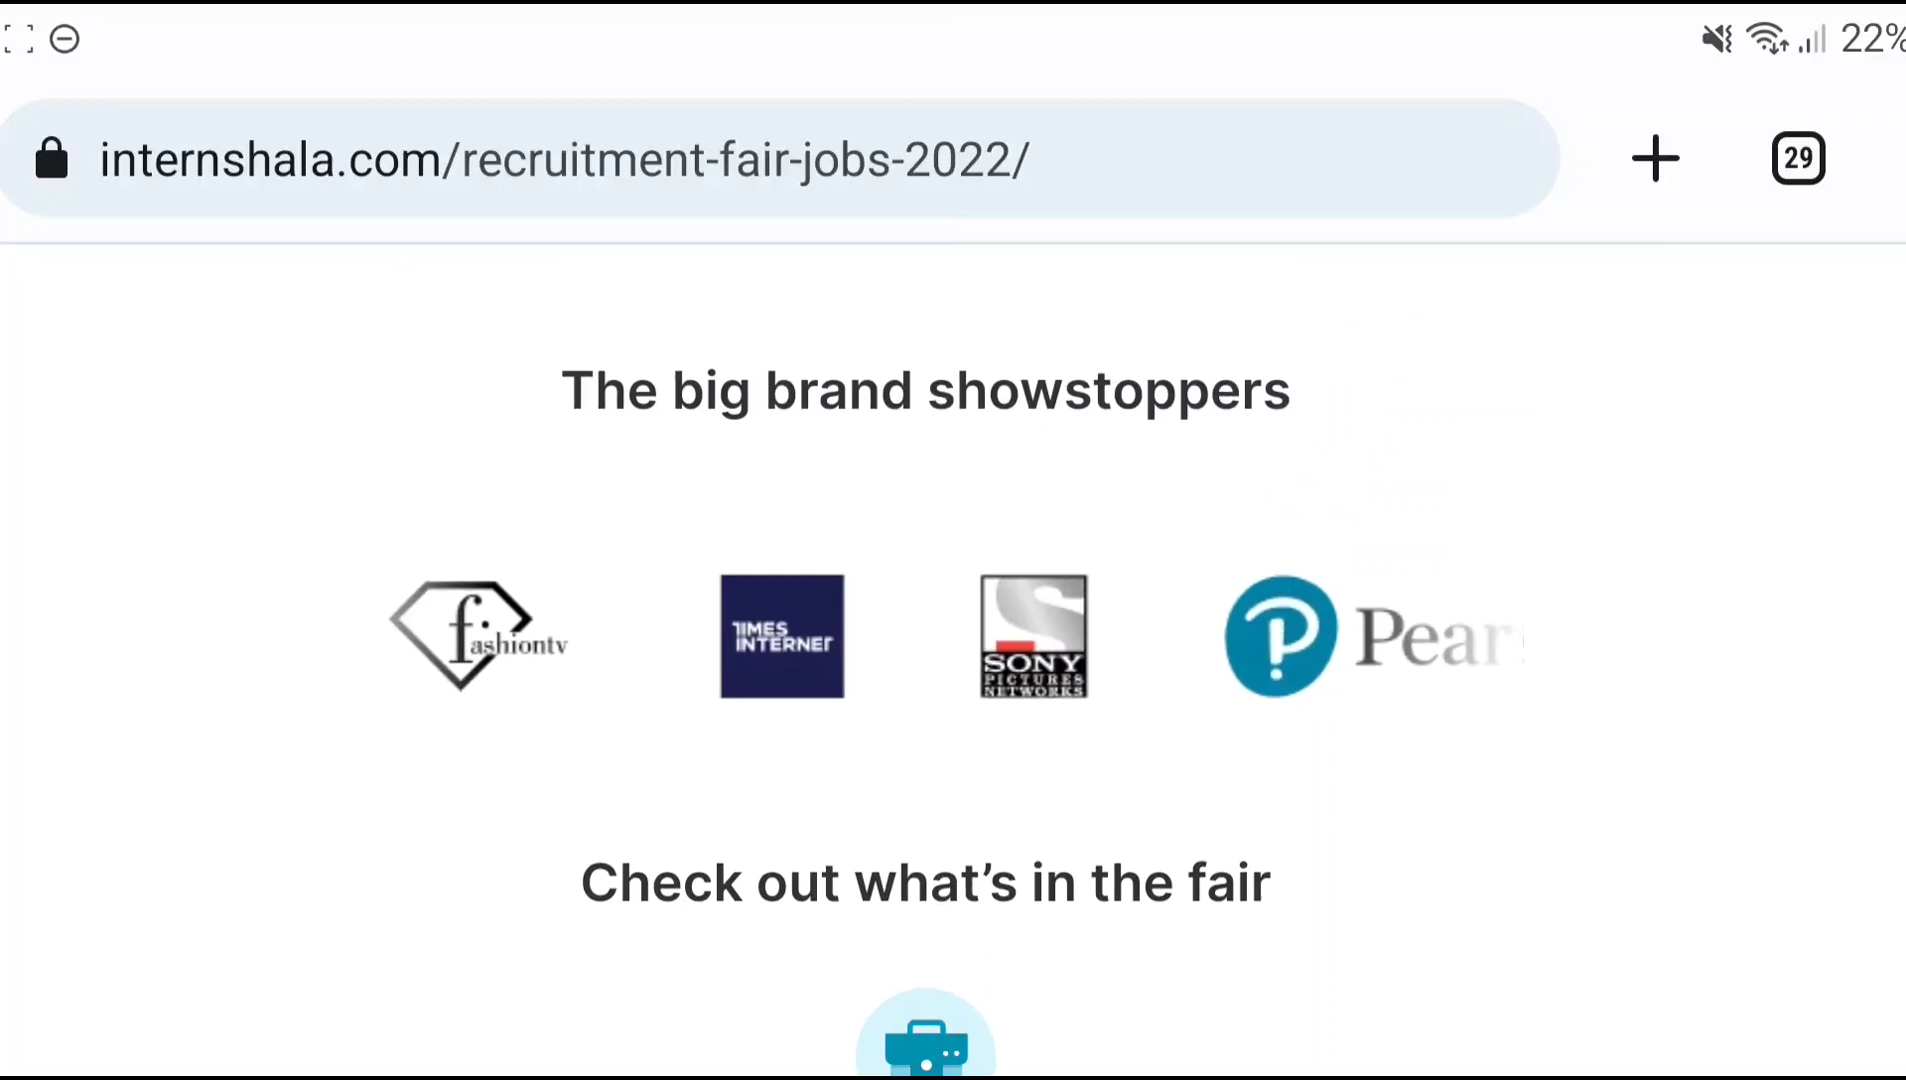 22%
internshala.com/recruitment-fair-jobs-2022/
29
The big brand showstoppers
fashiontv
TIMES
INTERNET
SONY
PICTURES
NETWORKS
Pear
Check out what's in the fair